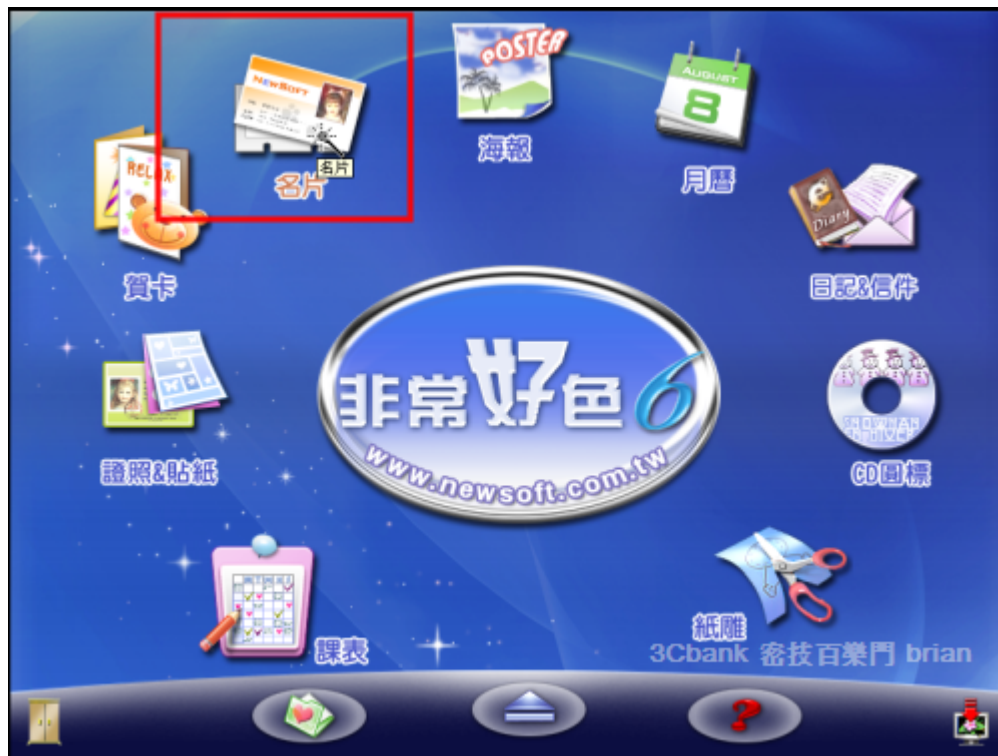 POSTER
NEWSOFT
名片
名片
海報
AUGUST
8
月曆
RELAX
賀卡
Diary
日記&信件
非常好色6
www.newsoft.com.tw
證照&貼紙
CD圓標
課表
紙雕
3Cbank 密技百樂門 brian
?